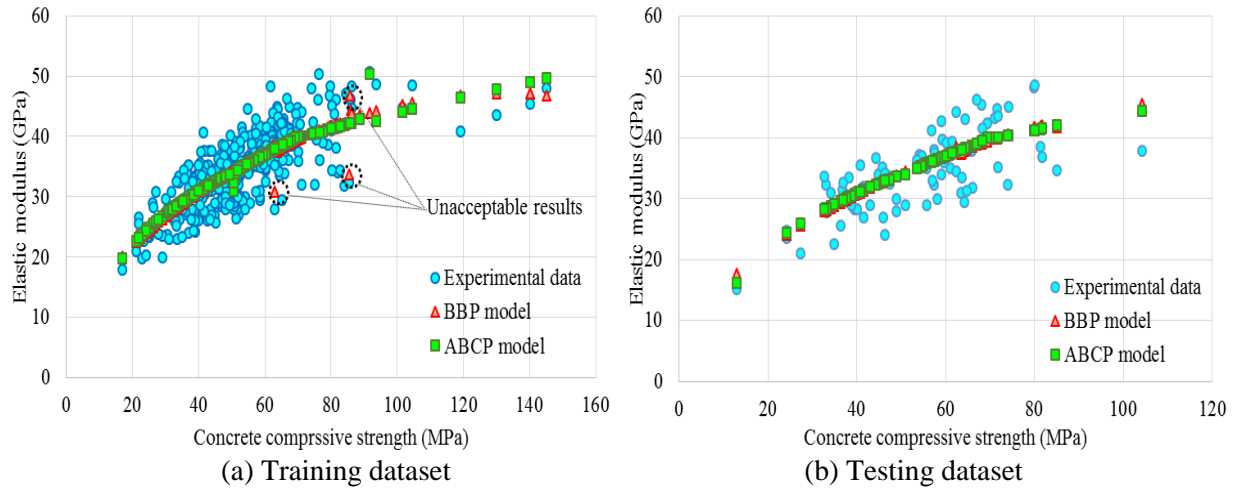 60
50
40
30
20
10
0
Elastic modulus (GPa)
Unacceptable results
Experimental data
BBP model
ABCP model
0 20 40 60 80 100 120 140 160
Concrete comprssive strength (MPa)
(a) Training dataset
60
50
40
30
20
10
0
Elastic modulus (GPa)
Experimental data
BBP model
ABCP model
0 20 40 60 80 100 120
Concrete compressive strength (MPa)
(b) Testing dataset